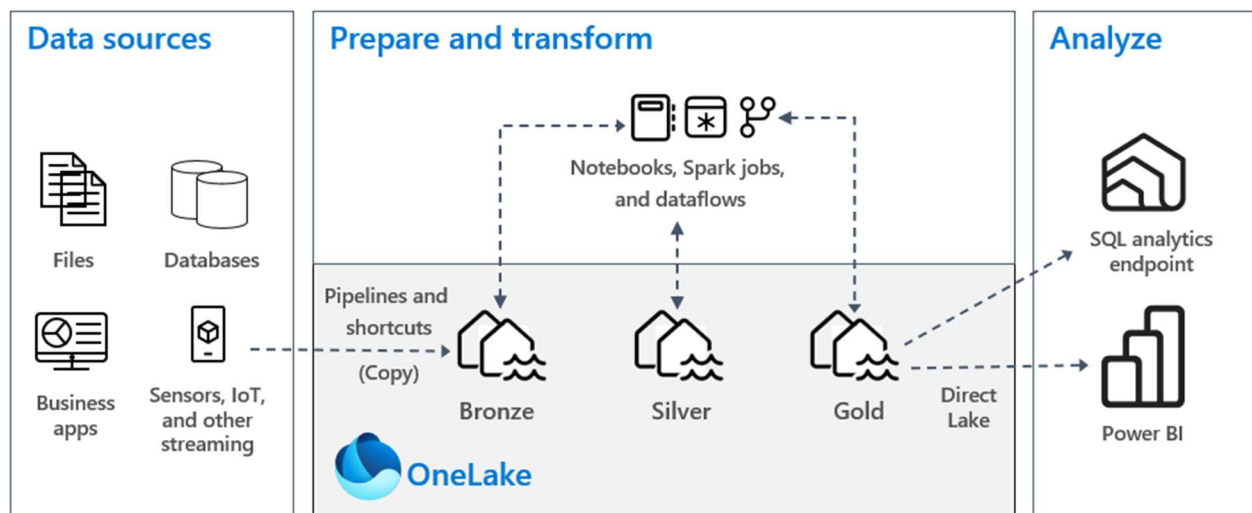 Data sources
Files
Databases
Business
apps
Sensors, IoT,
and other
streaming
Prepare and transform
Notebooks, Spark jobs,
and dataflows
Pipelines and
shortcuts
(Copy)
Bronze
Silver
Gold
Direct
Lake
OneLake
Analyze
SQL analytics
endpoint
Power BI